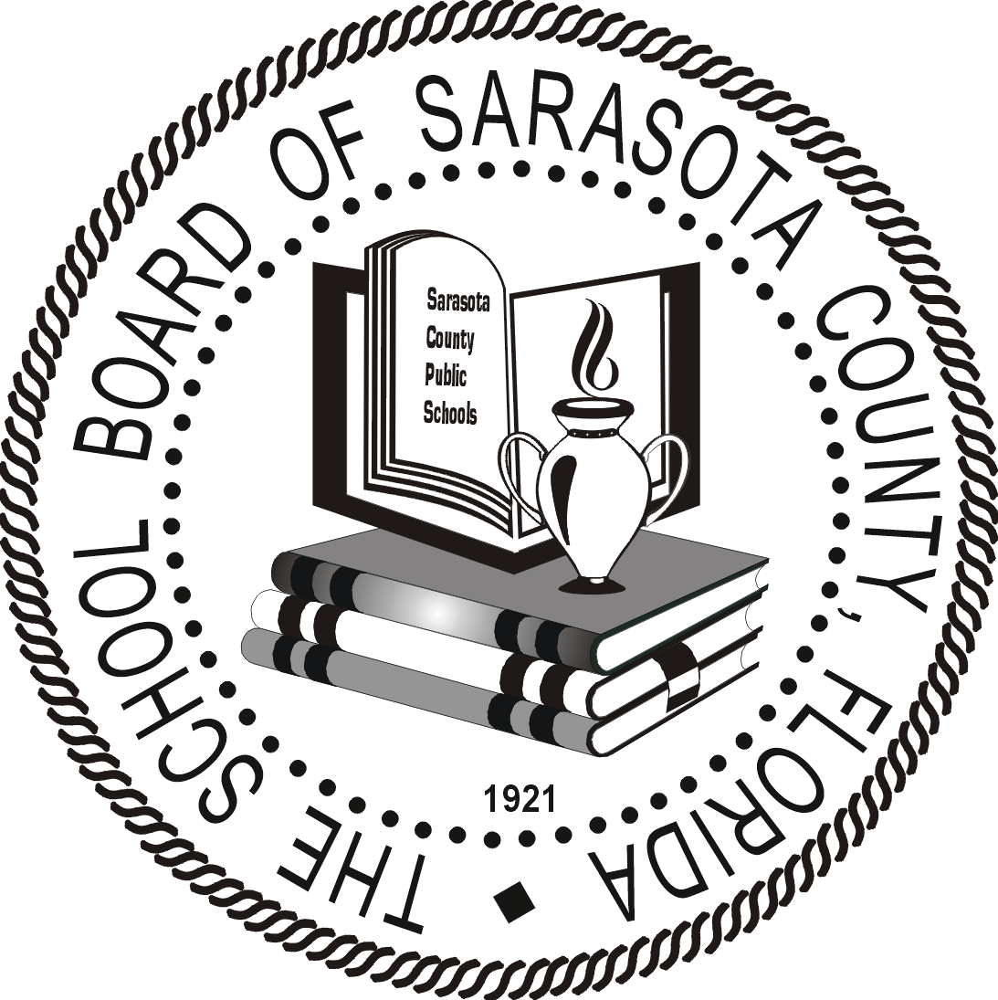 THE SCHOOL BOARD OF SARASOTA COUNTY, FLORIDA
Sarasota
County
Public
Schools
1921